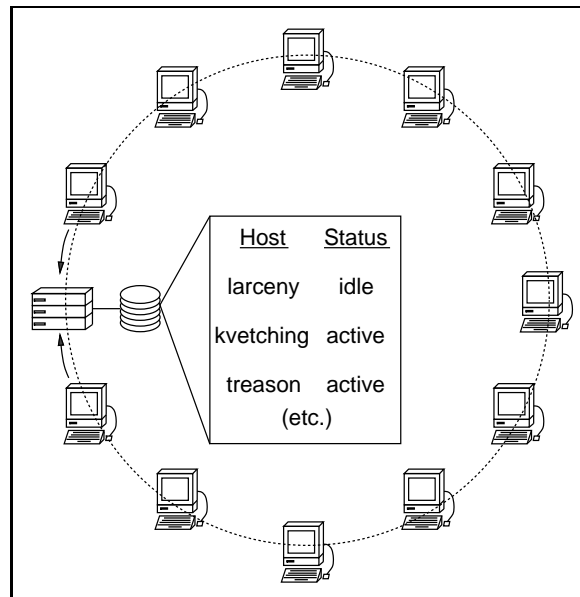 Host Status
larceny idle
kvetching active
treason active
(etc.)